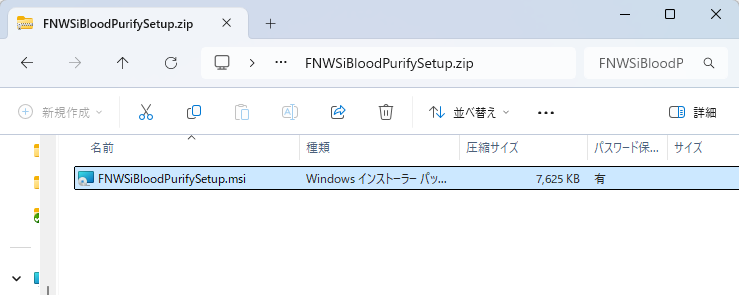 FNWSiBloodPurifySetup.zip
FNWSiBloodPurifySetup.zip
FNWSiBloodP
新規作成
並べ替え
詳細
名前 種類 圧縮サイズ パスワード保... サイズ
FNWSiBloodPurifySetup.msi Windows インストーラー パッ... 7,625 KB 有